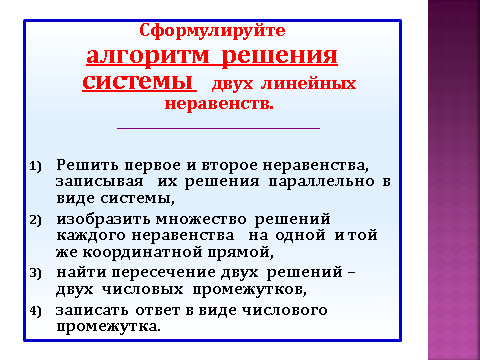 Сформулируйте
алгоритм решения
системы двух линейных
неравенств.
1) Решить первое и второе неравенства,
записывая их решения параллельно в
виде системы,
2) изобразить множество решений
каждого неравенства на одной и той
же координатной прямой,
3) найти пересечение двух решений –
двух числовых промежутков,
4) записать ответ в виде числового
промежутка.